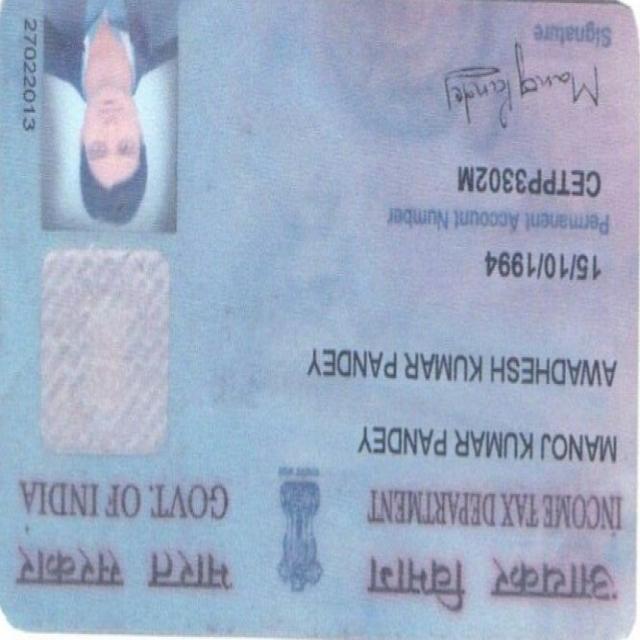 आयकर विभाग भारत सरकार
INCOME TAX DEPARTMENT GOVT. OF INDIA
MANOJ KUMAR PANDEY
AWADHESH KUMAR PANDEY
15/10/1994
Permanent Account Number
CETPP3302M
Manoj Pandey
Signature
27022013